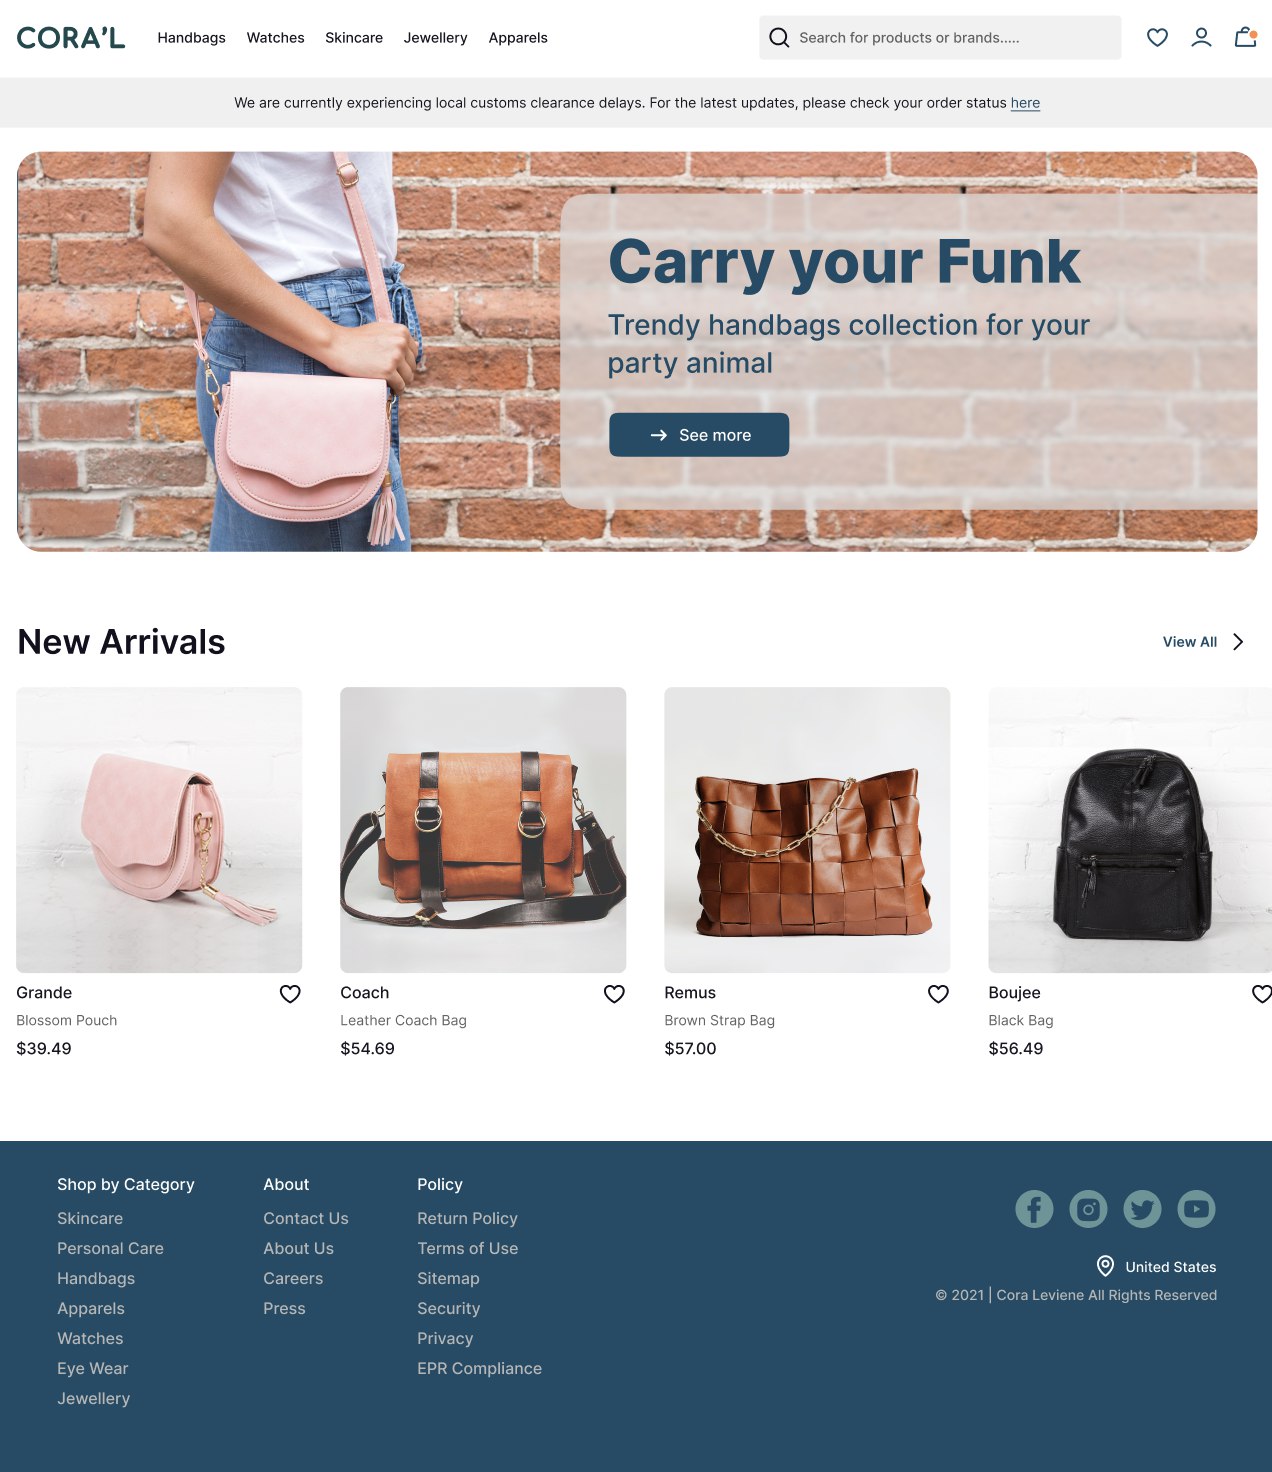 CORA'L
Handbags Watches Skincare Jewellery Apparels
Search for products or brands.....
We are currently experiencing local customs clearance delays. For the latest updates, please check your order status here
Carry your Funk
Trendy handbags collection for your
party animal
See more
New Arrivals
View All
Grande
Blossom Pouch
$39.49
Coach
Leather Coach Bag
$54.69
Remus
Brown Strap Bag
$57.00
Boujee
Black Bag
$56.49
Shop by Category
Skincare
Personal Care
Handbags
Apparels
Watches
Eye Wear
Jewellery
About
Contact Us
About Us
Careers
Press
Policy
Return Policy
Terms of Use
Sitemap
Security
Privacy
EPR Compliance
United States
© 2021 | Cora Leviene All Rights Reserved